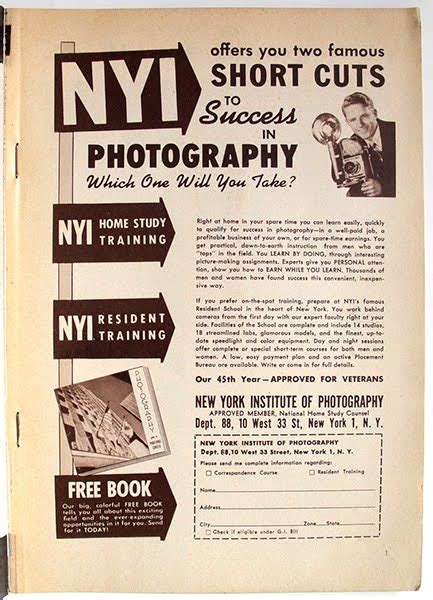 NYI
offers you two famous
SHORT CUTS
TO
Success
IN
PHOTOGRAPHY
Which One Will You Take?
NYI HOME STUDY
TRAINING
Right at home in your spare time you can learn easily, quickly
to qualify for success in photography—in a well-paid job, a
profitable business of your own, or for spare-time earnings. You
get practical, down-to-earth instruction from men who are
"tops" in the field. You LEARN BY DOING, through interesting
picture-making assignments. Experts give you PERSONAL atten-
tion, show you how to EARN WHILE YOU LEARN. Thousands of
men and women have found success this convenient, inexpen-
sive way.
NYI RESIDENT
TRAINING
If you prefer on-the-spot training, prepare at NYI's famous
Resident School in the heart of New York. You work behind
cameras from the first day with our expert faculty right at your
side. Facilities of the School are complete and include 14 studios,
18 streamlined labs, glamorous models, and the finest, up-to-
date speedlight and color equipment. Day and night sessions
offer complete or special short-term courses for both men and
women. A low, easy payment plan and an active Placement
Bureau are available. Write or come in for full details.
Our 45th Year—APPROVED FOR VETERANS
NEW YORK INSTITUTE OF PHOTOGRAPHY
APPROVED MEMBER, National Home Study Council
Dept. 88, 10 West 33 St, New York 1, N. Y.
PHOTOGRAPHY
FREE BOOK
Our big, colorful FREE BOOK
tells you all about this exciting
field and the ever-expanding
opportunities in it for you. Send
for it TODAY!
NEW YORK INSTITUTE OF PHOTOGRAPHY
Dept. 88, 10 West 33 Street, New York 1, N. Y.
Please send me complete information regarding:
Correspondence Course Resident Training
Name
Address
City Zone State
Check if eligible under G.I. Bill
1